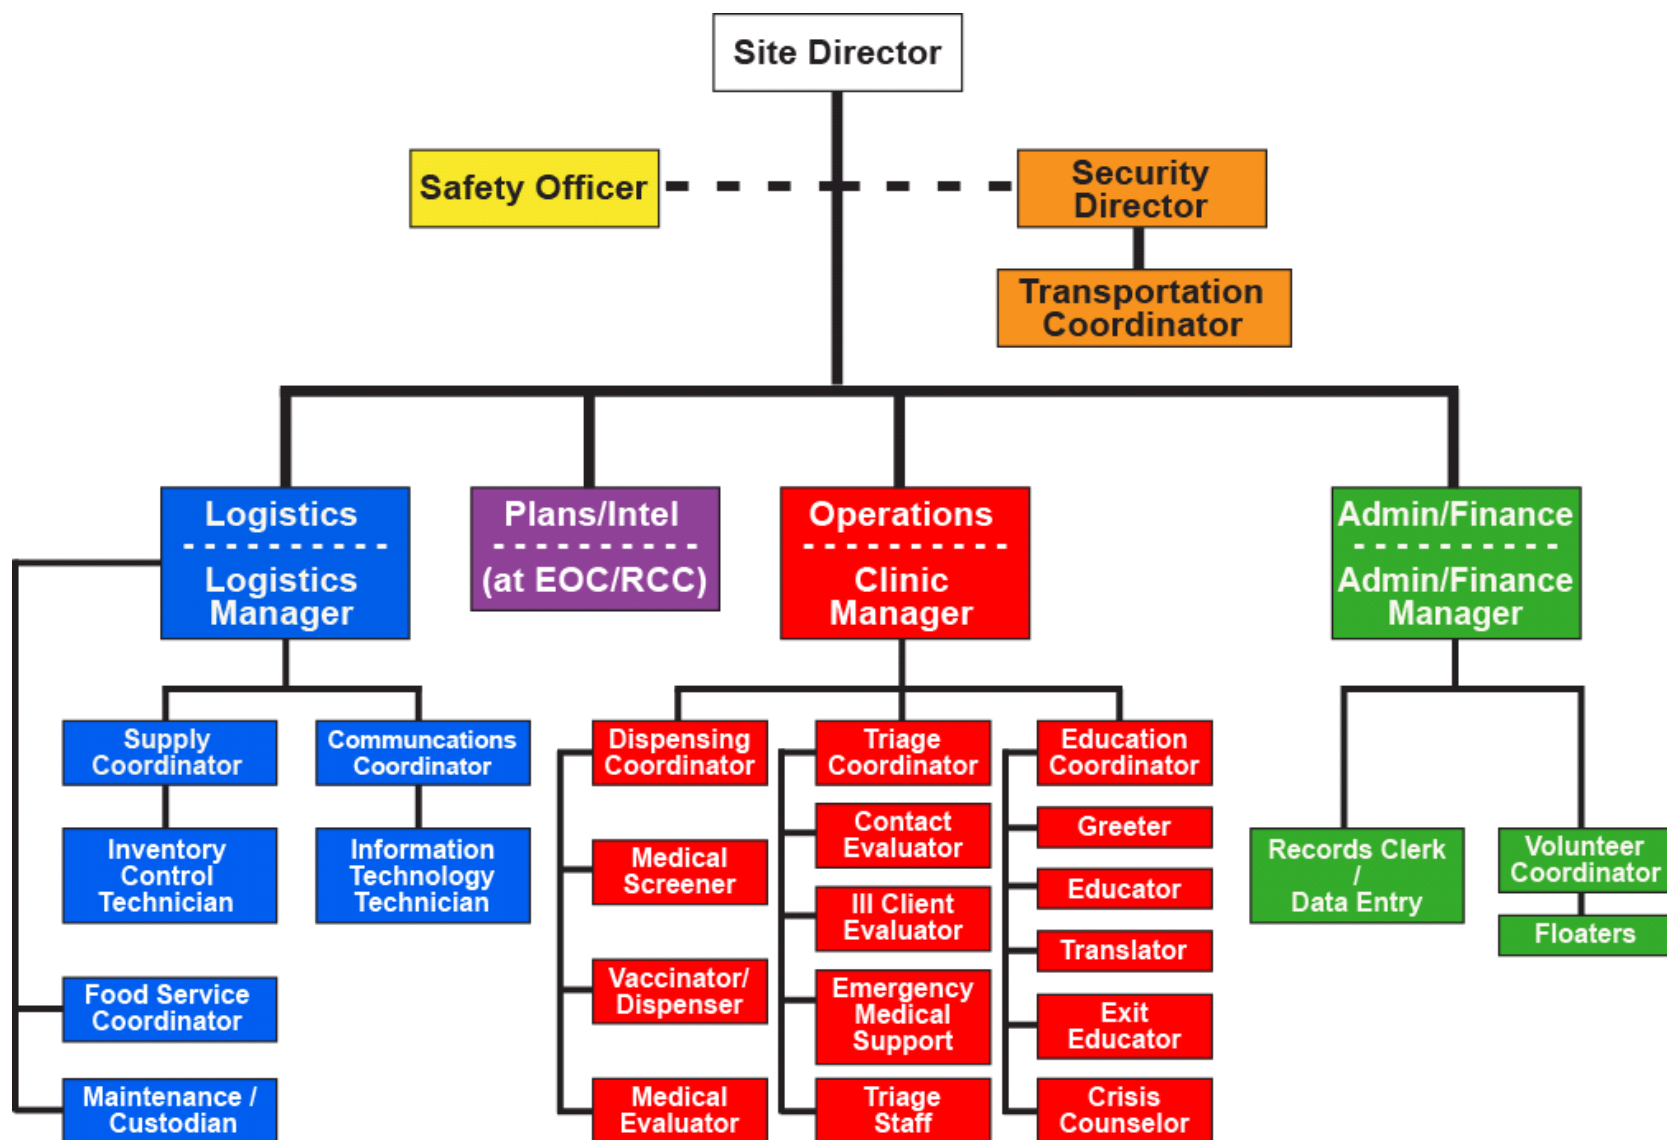 Site Director
Safety Officer
Security
Director
Transportation
Coordinator
Logistics
Logistics
Manager
Plans/Intel
(at EOC/RCC)
Operations
Clinic
Manager
Admin/Finance
Admin/Finance
Manager
Supply
Coordinator
Communcations
Coordinator
Inventory
Control
Technician
Information
Technology
Technician
Food Service
Coordinator
Maintenance /
Custodian
Dispensing
Coordinator
Medical
Screener
Vaccinator/
Dispenser
Medical
Evaluator
Triage
Coordinator
Contact
Evaluator
Ill Client
Evaluator
Emergency
Medical
Support
Triage
Staff
Education
Coordinator
Greeter
Educator
Translator
Exit
Educator
Crisis
Counselor
Records Clerk
/
Data Entry
Volunteer
Coordinator
Floaters